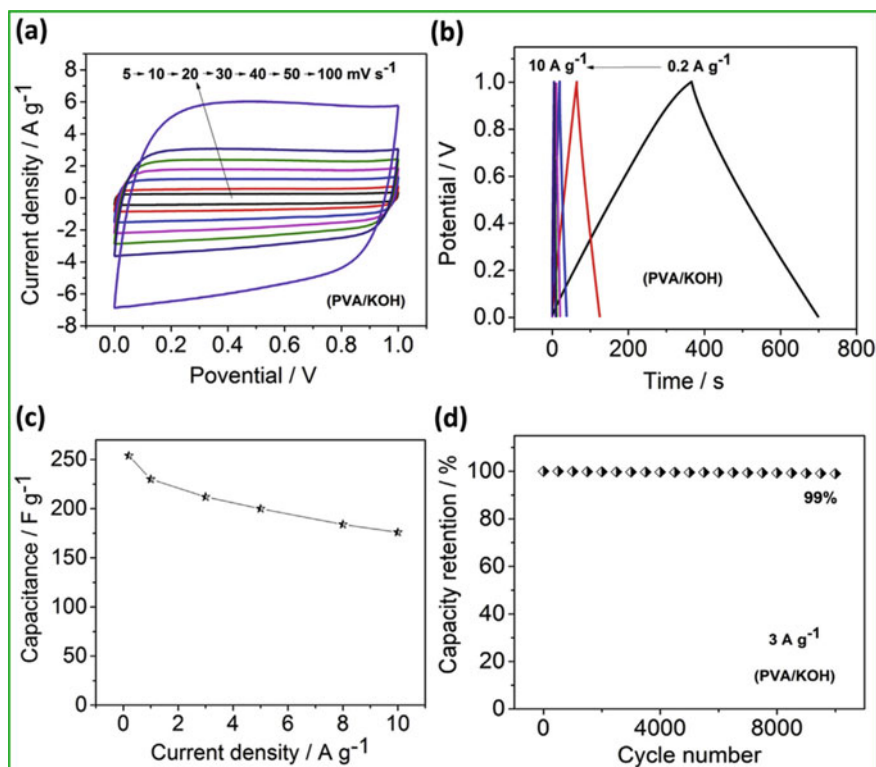 (a)
5→10→20→30→40→50→100 mV s⁻¹
8
6
4
2
0
-2
-4
-6
-8
Current density / A g⁻¹
(PVA/KOH)
0.0 0.2 0.4 0.6 0.8 1.0
Povential / V
(b)
10 A g⁻¹ ← 0.2 A g⁻¹
1.0
0.8
0.6
0.4
0.2
0.0
Potential / V
(PVA/KOH)
0 200 400 600 800
Time / s
(c)
250
200
150
100
50
0
Capacitance / F g⁻¹
0 2 4 6 8 10
Current density / A g⁻¹
(d)
100
80
60
40
20
0
Capacity retention / %
99%
3 A g⁻¹
(PVA/KOH)
0 4000 8000
Cycle number